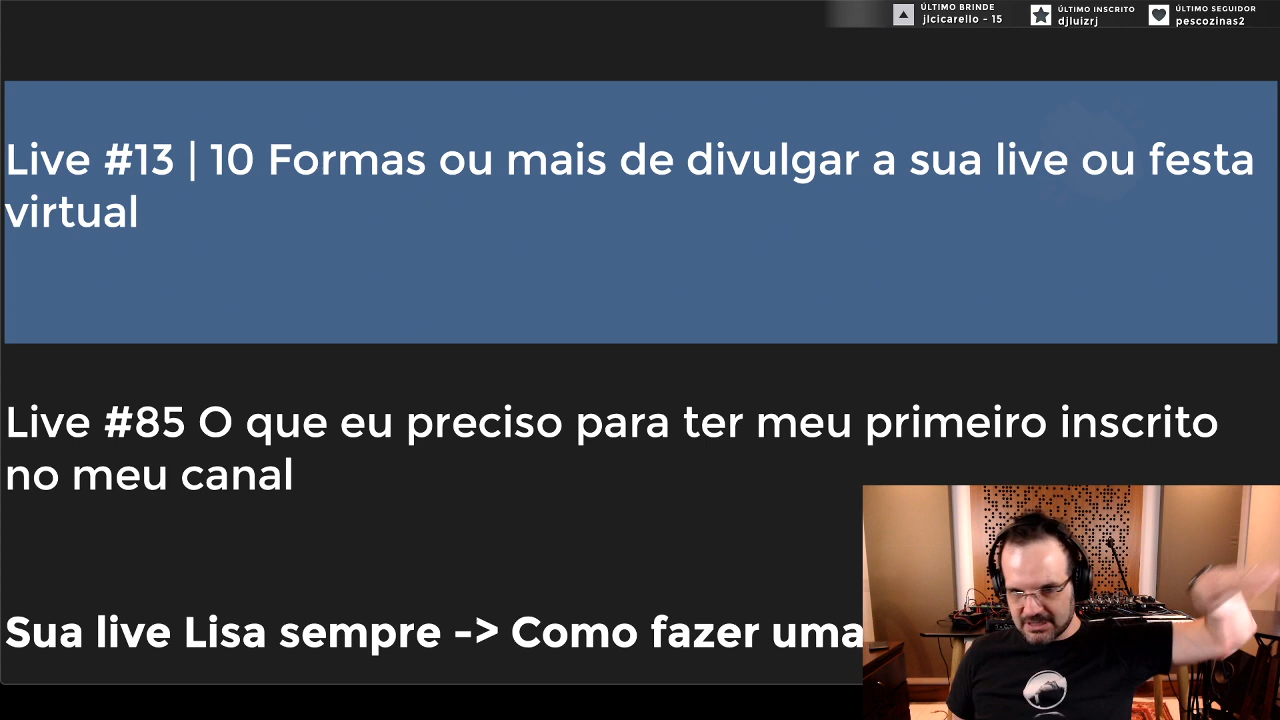 ÚLTIMO BRINDE
jlcicarello - 15
ÚLTIMO INSCRITO
djluizrj
ÚLTIMO SEGUIDOR
pescozinas2
Live #13 | 10 Formas ou mais de divulgar a sua live ou festa
virtual
Live #85 O que eu preciso para ter meu primeiro inscrito
no meu canal
Sua live Lisa sempre -> Como fazer uma